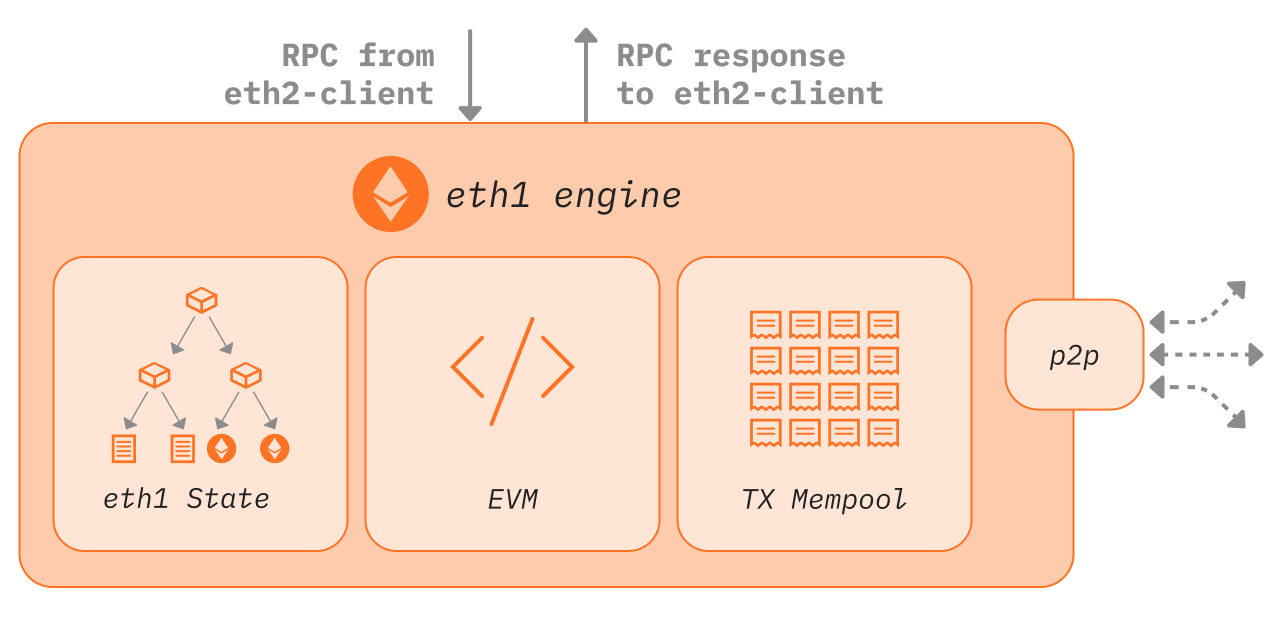 RPC from
eth2-client
RPC response
to eth2-client
eth1 engine
eth1 State
EVM
TX Mempool
p2p